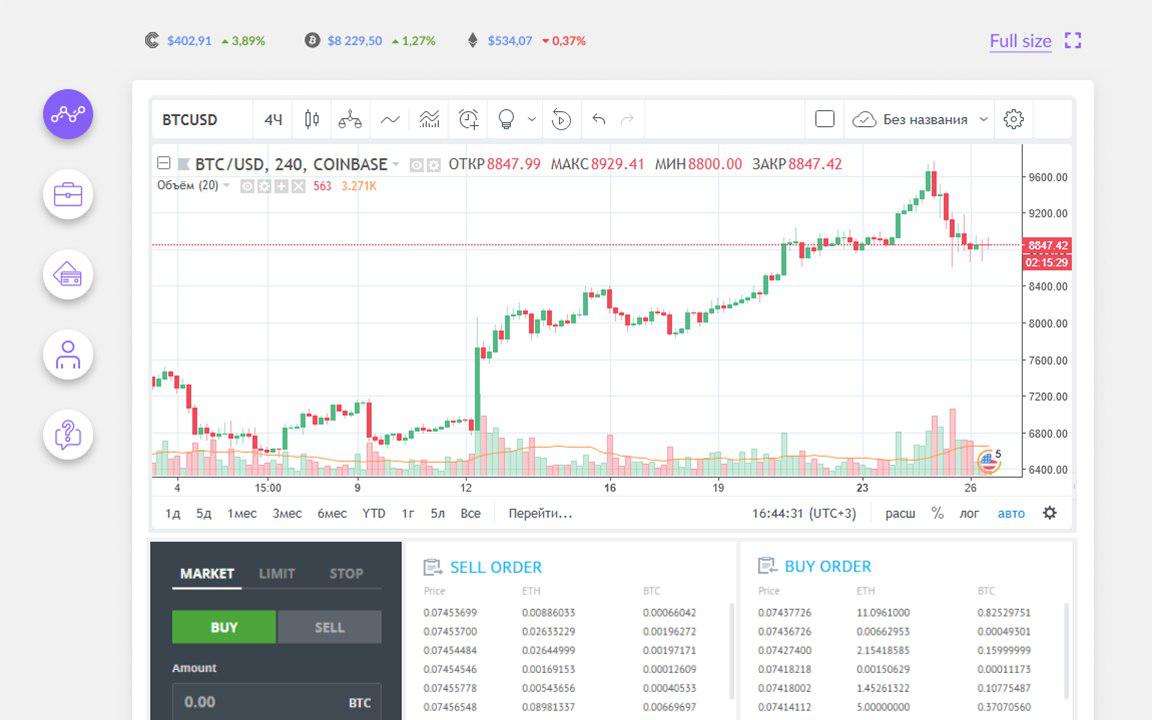 $402,91 3,89% $8 229,50 1,27% $534,07 0,37% Full size
BTCUSD 4Ч Без названия
BTC/USD, 240, COINBASE ОТКР 8847.99 МАКС 8929.41 МИН 8800.00 ЗАКР 8847.42
Объём (20) 563 3.271K
9600.00
9200.00
8847.42
02:15:29
8400.00
8000.00
7600.00
7200.00
6800.00
6400.00
5
4 15:00 9 12 16 19 23 26
1д 5д 1мес 3мес 6мес YTD 1г 5л Все Перейти... 16:44:31 (UTC+3) расш % лог авто
MARKET LIMIT STOP
BUY SELL
Amount
0.00 BTC
SELL ORDER
Price ETH BTC
0.07453699 0.00886033 0.00066042
0.07453700 0.02633229 0.00196272
0.07454484 0.02644999 0.00197171
0.07454546 0.00169153 0.00012609
0.07455778 0.00543656 0.00040533
0.07456548 0.08981337 0.00669697
BUY ORDER
Price ETH BTC
0.07437726 11.0961000 0.82529751
0.07436726 0.00662953 0.00049301
0.07427400 2.15418585 0.15999999
0.07418218 0.00150629 0.00011173
0.07418002 1.45261322 0.10775487
0.07414112 5.00000000 0.37070560